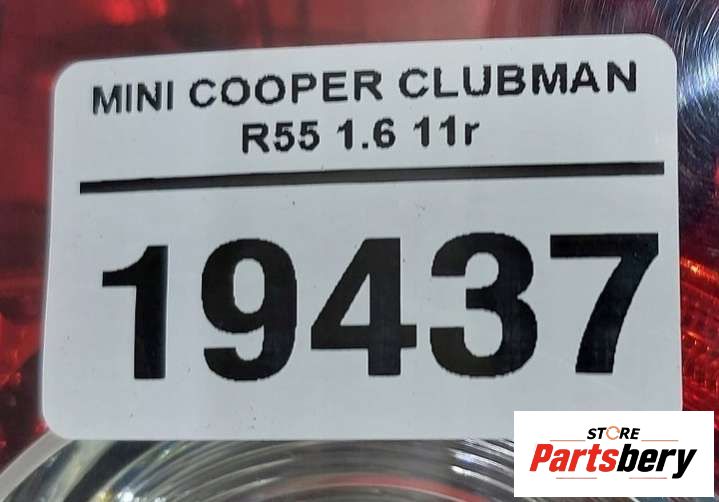 MINI COOPER CLUBMAN
R55 1.6 11r
19437
STORE
Partsbery